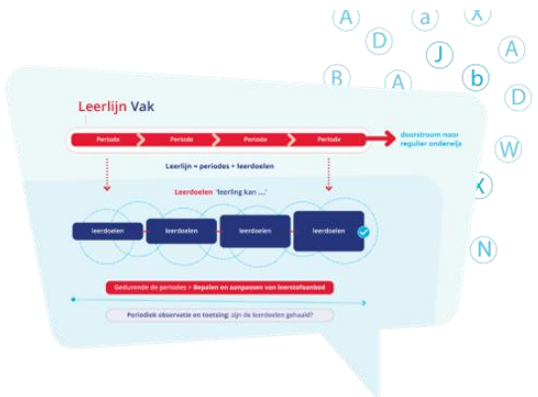 A a X
D J A
B A b D
W
X
N
Leerlijn Vak
Periode Periode Periode Periode
doorstroom naar
regulier onderwijs
Leerlijn = periodes + leerdoelen
Leerdoelen 'leerling kan ....'
leerdoelen leerdoelen leerdoelen leerdoelen
Gedurende de periodes > Bepalen en aanpassen van leerstofaanbod
Periodiek observatie en toetsing: zijn de leerdoelen gehaald?